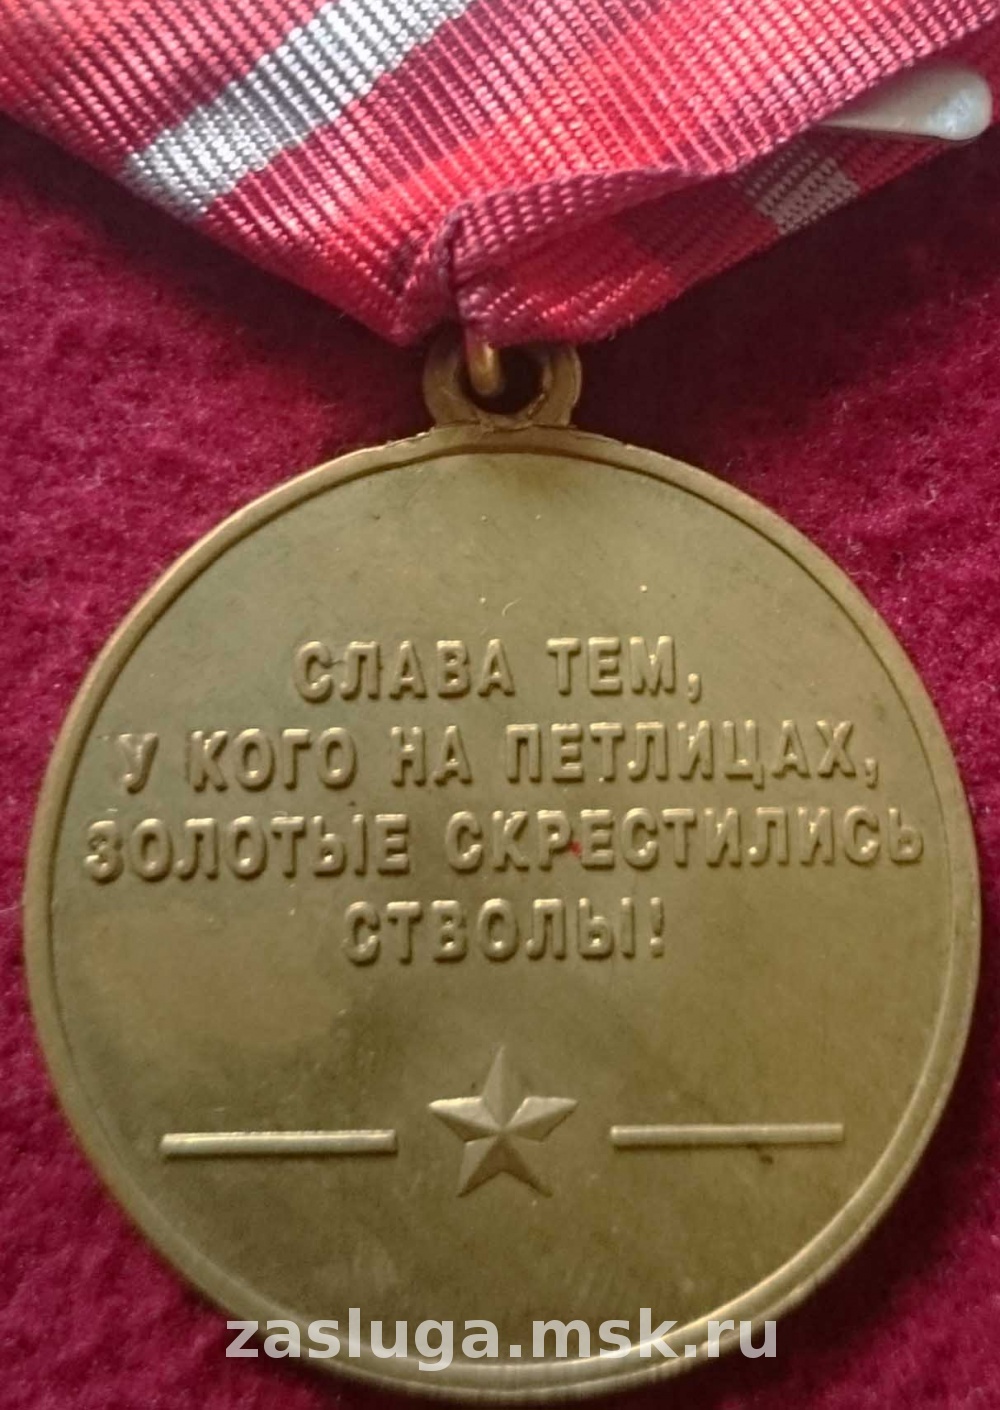 СЛАВА ТЕМ,
У КОГО НА ПЕТЛИЦАХ,
ЗОЛОТЫЕ СКРЕСТИЛИСЬ
СТВОЛЫ!
zasluga.msk.ru